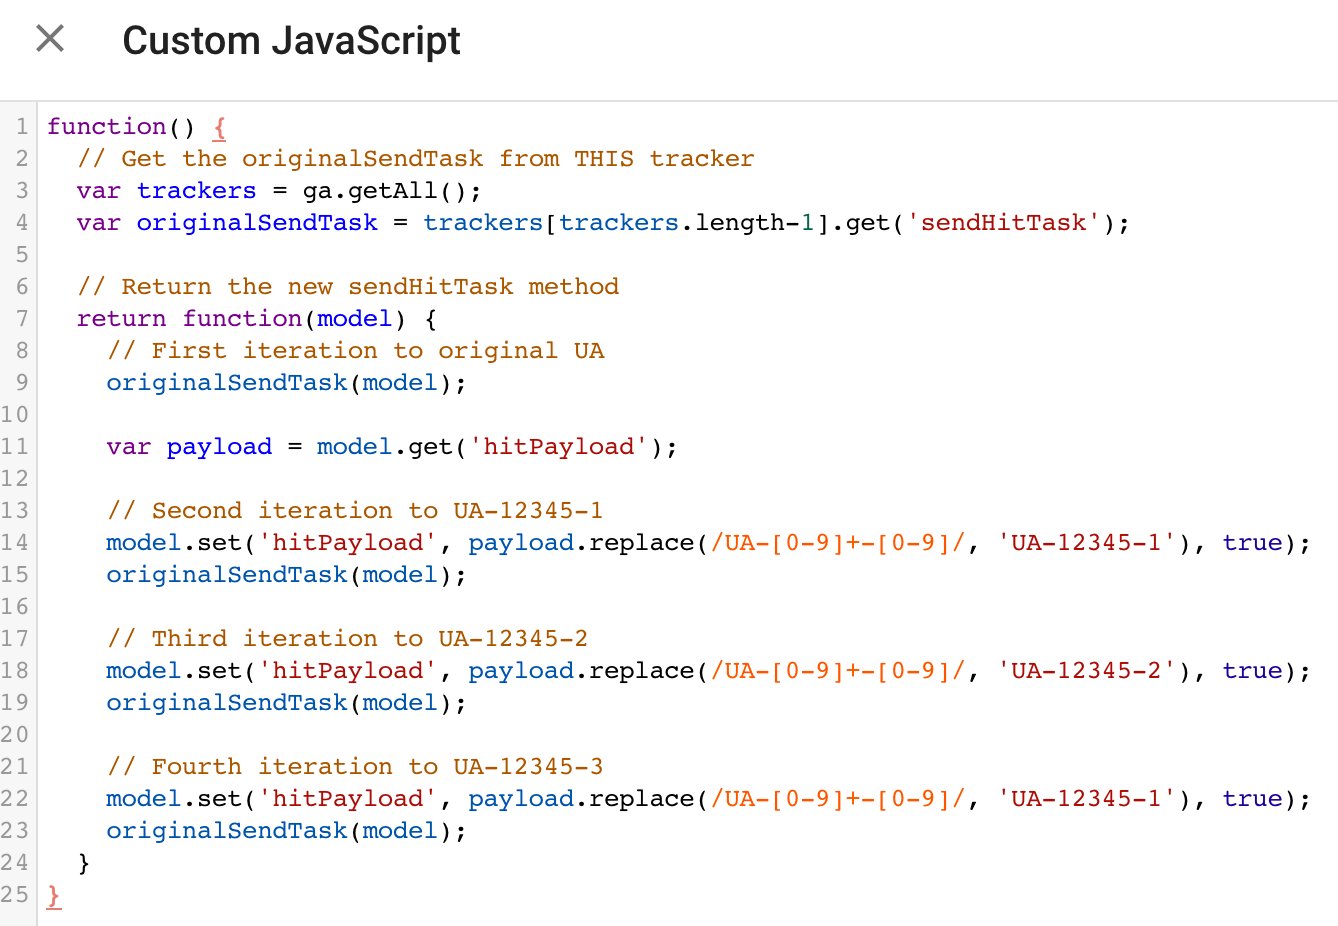 Custom JavaScript
1 function() {
2 // Get the originalSendTask from THIS tracker
3 var trackers = ga.getAll();
4 var originalSendTask = trackers[trackers.length-1].get('sendHitTask');
5
6 // Return the new sendHitTask method
7 return function(model) {
8 // First iteration to original UA
9 originalSendTask(model);
10
11 var payload = model.get('hitPayload');
12
13 // Second iteration to UA-12345-1
14 model.set('hitPayload', payload.replace(/UA-[0-9]+-[0-9]/, 'UA-12345-1'), true);
15 originalSendTask(model);
16
17 // Third iteration to UA-12345-2
18 model.set('hitPayload', payload.replace(/UA-[0-9]+-[0-9]/, 'UA-12345-2'), true);
19 originalSendTask(model);
20
21 // Fourth iteration to UA-12345-3
22 model.set('hitPayload', payload.replace(/UA-[0-9]+-[0-9]/, 'UA-12345-1'), true);
23 originalSendTask(model);
24 }
25 }